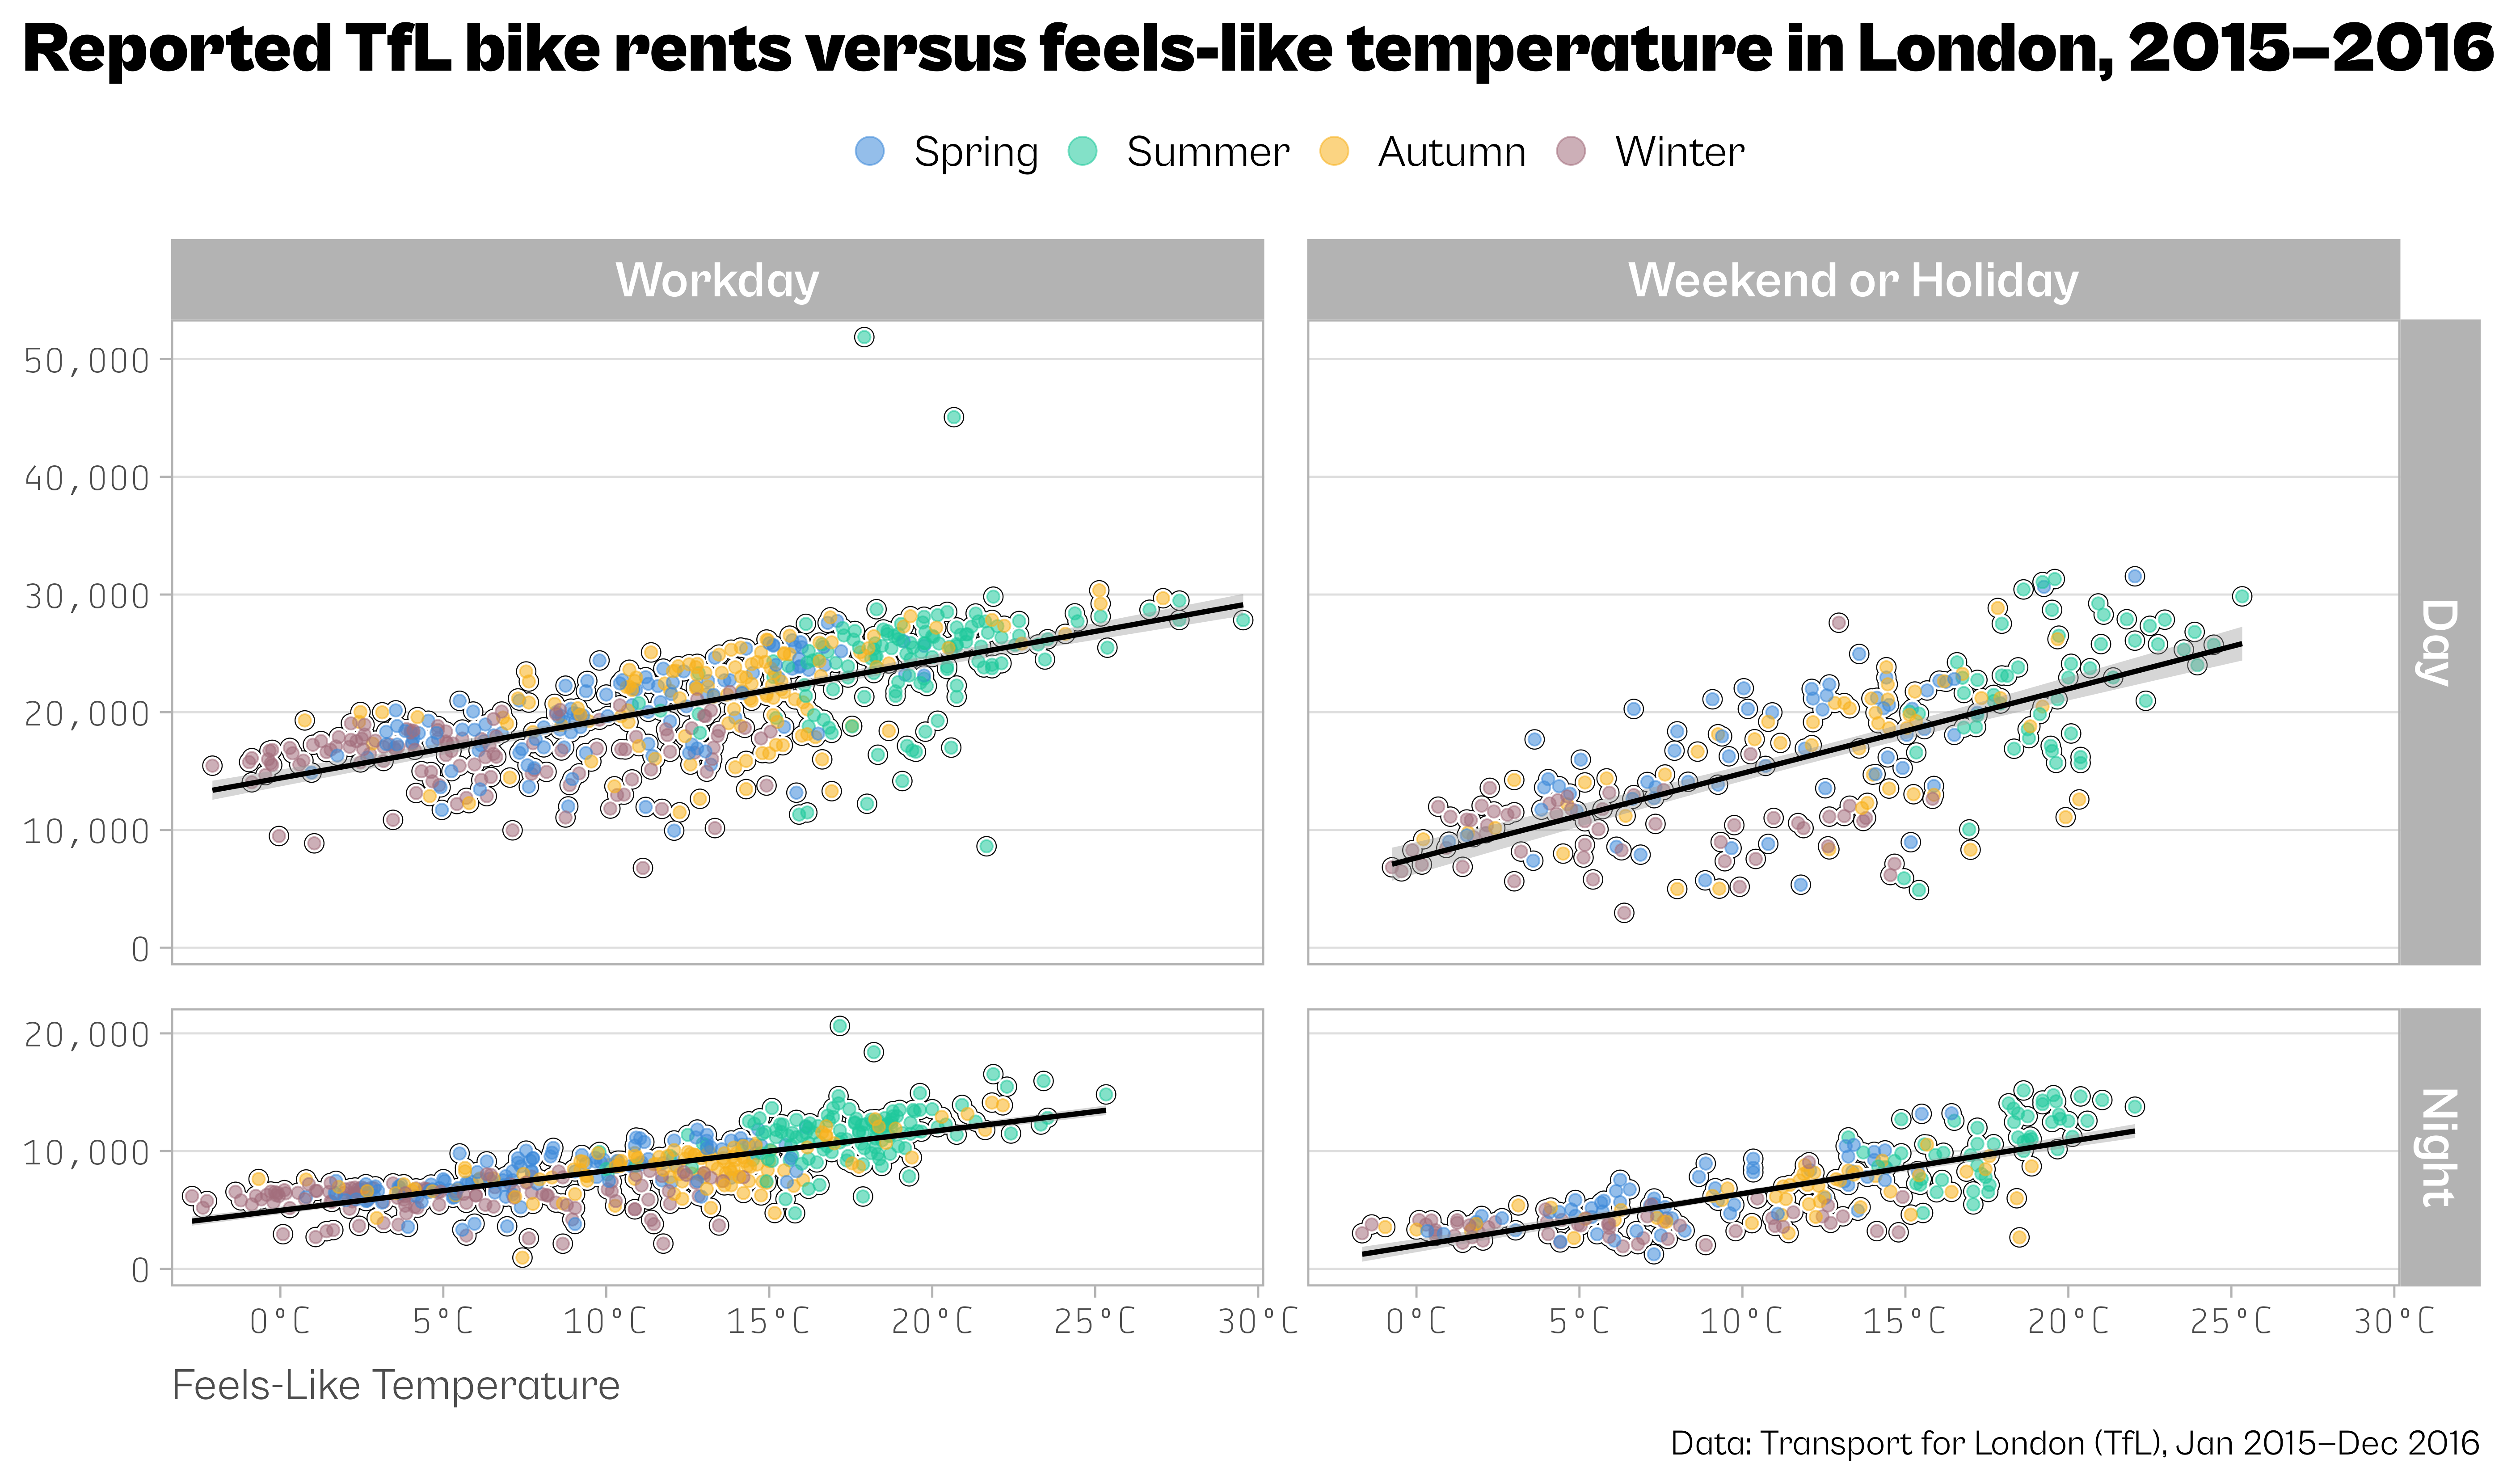 Reported TfL bike rents versus feels-like temperature in London, 2015–2016
Spring Summer Autumn Winter
Workday Weekend or Holiday
50,000
40,000
30,000
20,000
10,000
0
Day
20,000
10,000
0
Night
0°C 5°C 10°C 15°C 20°C 25°C 30°C 0°C 5°C 10°C 15°C 20°C 25°C 30°C
Feels-Like Temperature
Data: Transport for London (TfL), Jan 2015–Dec 2016